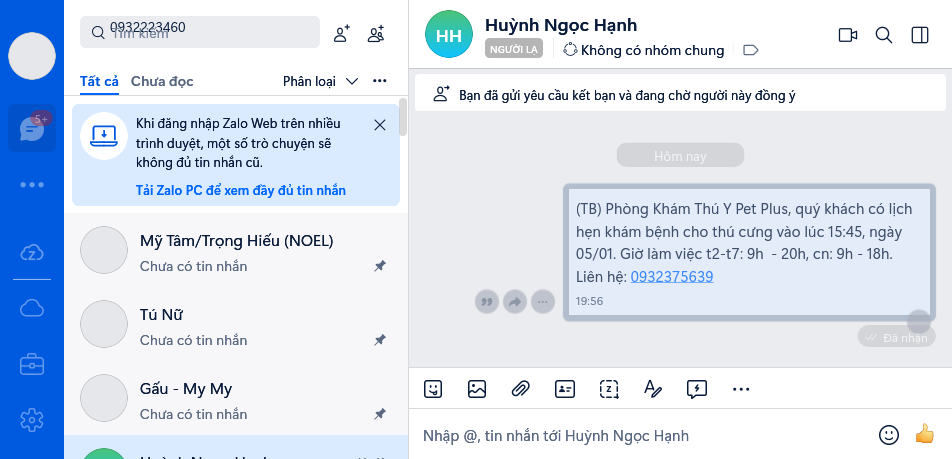 0932223460
Tìm kiếm
Tất cả
Chưa đọc
Phân loại
5+
Khi đăng nhập Zalo Web trên nhiều
trình duyệt, một số trò chuyện sẽ
không đủ tin nhắn cũ.
Tải Zalo PC để xem đầy đủ tin nhắn
Mỹ Tâm/Trọng Hiếu (NOEL)
Chưa có tin nhắn
Tú Nữ
Chưa có tin nhắn
Gấu - My My
Chưa có tin nhắn
HH
Huỳnh Ngọc Hạnh
NGƯỜI LẠ
Không có nhóm chung
Bạn đã gửi yêu cầu kết bạn và đang chờ người này đồng ý
Hôm nay
(TB) Phòng Khám Thú Y Pet Plus, quý khách có lịch
hẹn khám bệnh cho thú cưng vào lúc 15:45, ngày
05/01. Giờ làm việc t2-t7: 9h - 20h, cn: 9h - 18h.
Liên hệ: 0932375639
19:56
Đã nhận
Nhập @, tin nhắn tới Huỳnh Ngọc Hạnh